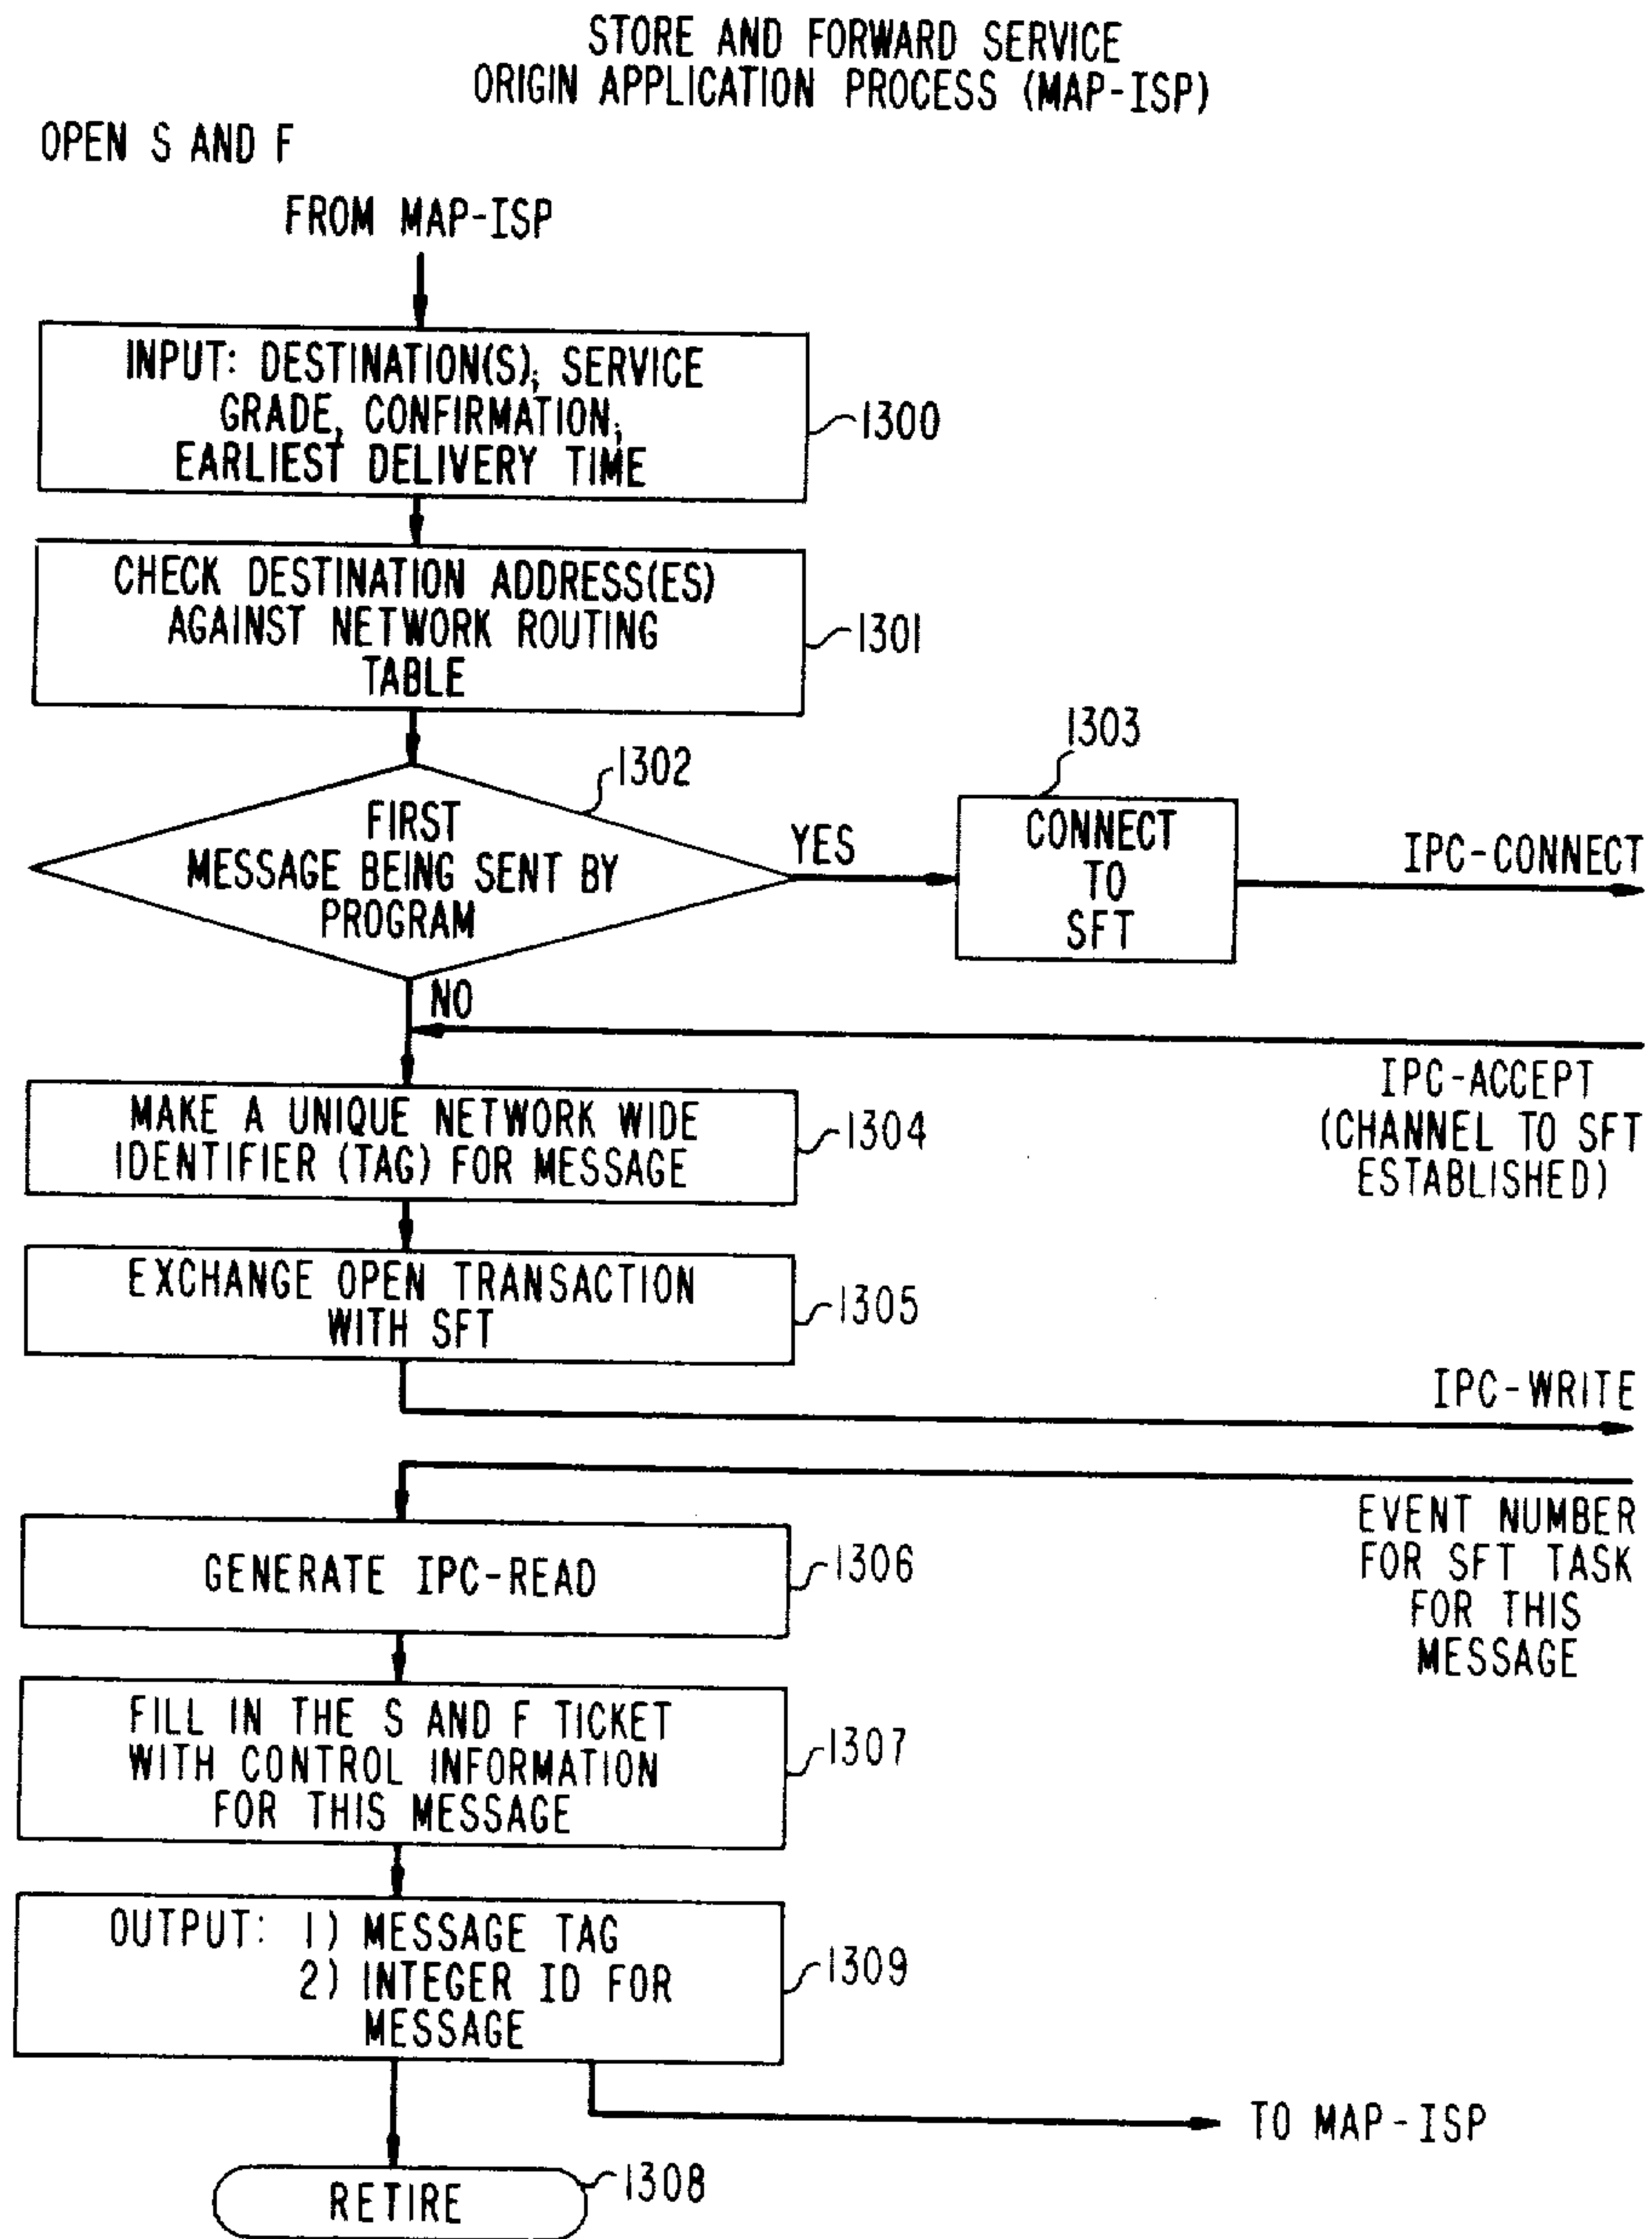 STORE AND FORWARD SERVICE
ORIGIN APPLICATION PROCESS (MAP-ISP)
OPEN S AND F
FROM MAP-ISP
INPUT: DESTINATION(S), SERVICE
GRADE, CONFIRMATION,
EARLIEST DELIVERY TIME
1300
CHECK DESTINATION ADDRESS(ES)
AGAINST NETWORK ROUTING
TABLE
1301
FIRST
MESSAGE BEING SENT BY
PROGRAM
1302
YES
1303
CONNECT
TO
SFT
IPC-CONNECT
NO
IPC-ACCEPT
(CHANNEL TO SFT
ESTABLISHED)
MAKE A UNIQUE NETWORK WIDE
IDENTIFIER (TAG) FOR MESSAGE
1304
EXCHANGE OPEN TRANSACTION
WITH SFT
1305
IPC-WRITE
EVENT NUMBER
FOR SFT TASK
FOR THIS
MESSAGE
GENERATE IPC-READ
1306
FILL IN THE S AND F TICKET
WITH CONTROL INFORMATION
FOR THIS MESSAGE
1307
OUTPUT: 1) MESSAGE TAG
2) INTEGER ID FOR
MESSAGE
1309
TO MAP-ISP
RETIRE
1308